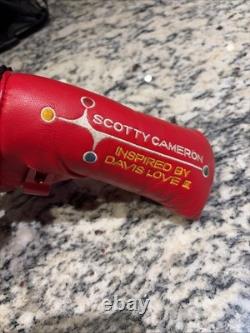 SCOTTY CAMERON
INSPIRED BY
DAVIS LOVE III